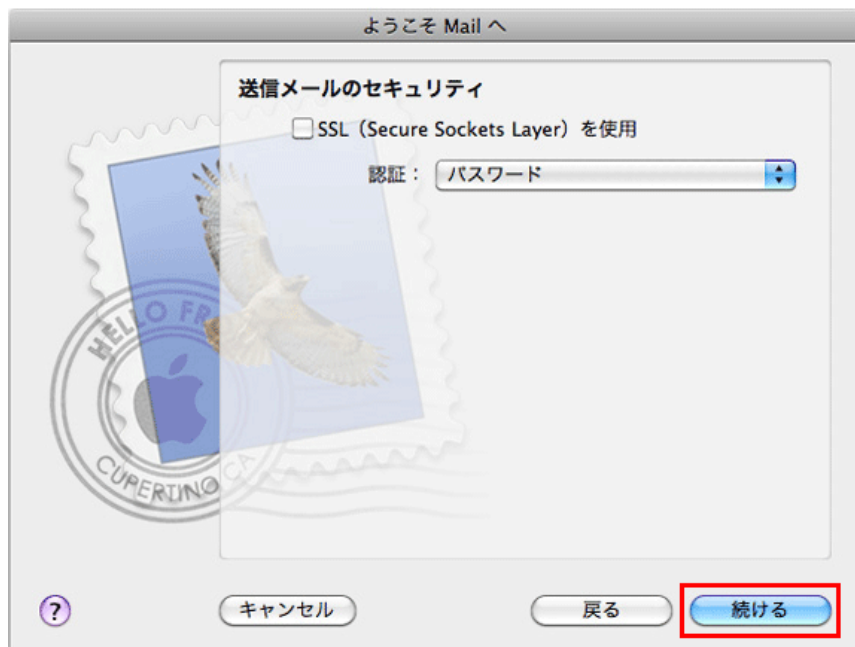 ようこそ Mail へ
送信メールのセキュリティ
SSL（Secure Sockets Layer）を使用
認証： パスワード
HELLO FR
CUPERTINO CA
? キャンセル 戻る 続ける